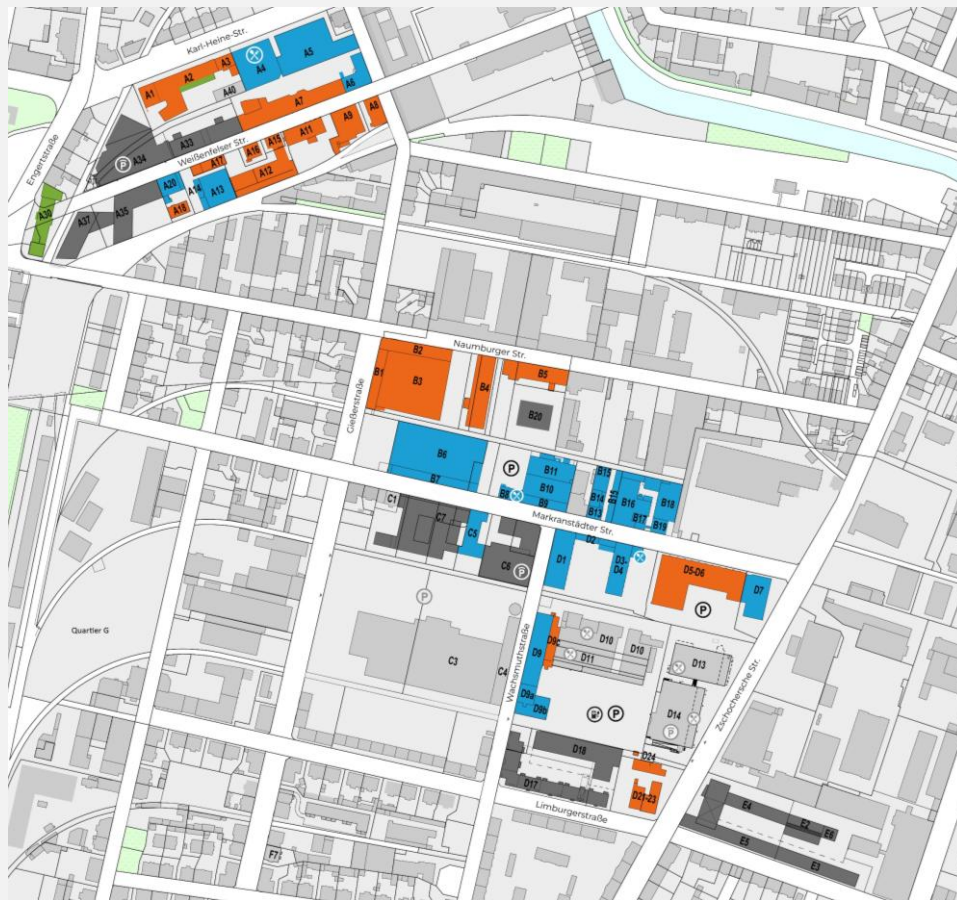 Karl-Heine-Str.
A5
A3
A2
A4
A1
A40
A6
A7
A8
A9
A11
A33
Weißenfelser Str.
A15
A16
A34
P
A17
A12
Engertstraße
A20
A14
A13
A18
A30
A37
A35
Naumburger Str.
B2
B1
B3
B4
B5
B20
Gießerstraße
B6
P
B11
B15
B7
B10
B16
B18
B8
B9
B14
B13
B12
B17
B19
Markranstädter Str.
C1
C7
C5
C6
P
D2
D1
D3-
D4
D5-D6
D7
P
P
Quartier G
C3
C4
Wachsmuthstraße
D9
D9c
D10
D10
D11
D13
D9a
D9b
P
D14
P
Zschochersche Str.
D18
D24
D17
D21-23
Limburgerstraße
E4
E2
E6
E5
E3
F7